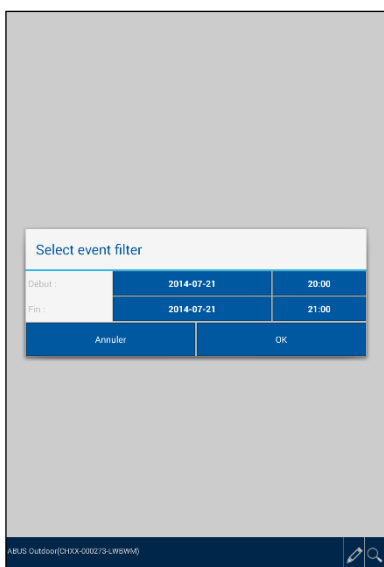 Select event filter
Début : 2014-07-21 20:00
Fin : 2014-07-21 21:00
Annuler OK
ABUS Outdoor(CHXX-000273-LWBWM)